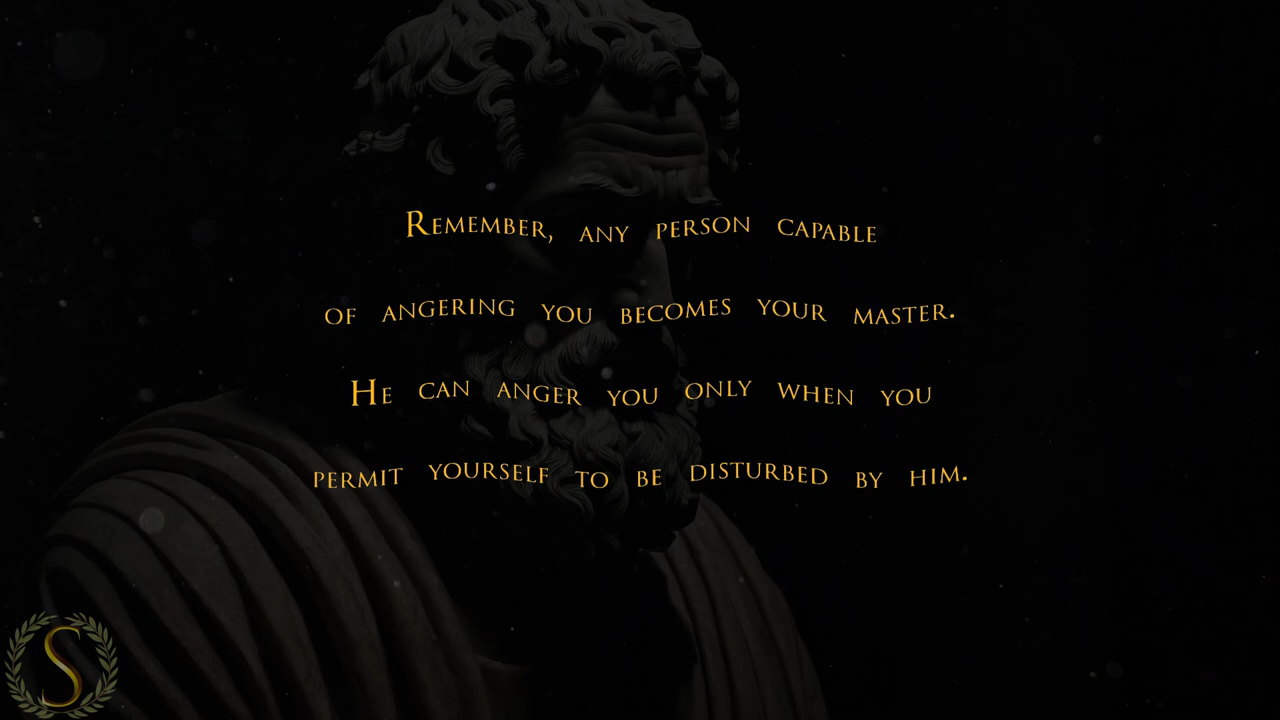 Remember, any person capable
of angering you becomes your master.
He can anger you only when you
permit yourself to be disturbed by him.
S